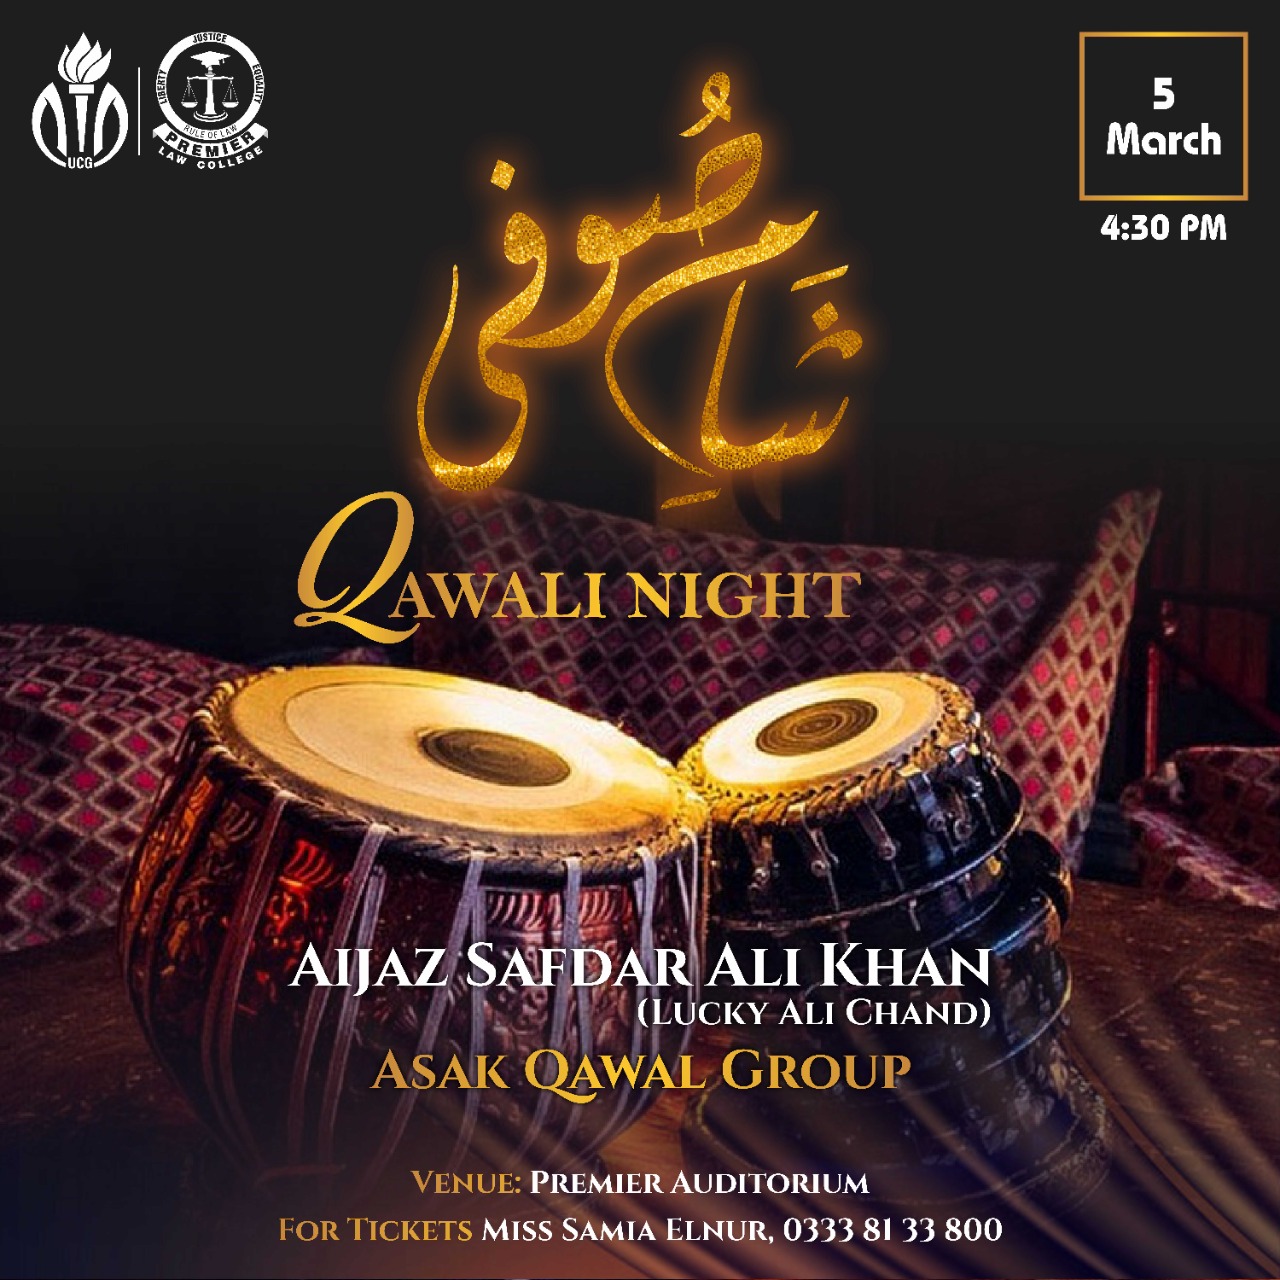 UCG
JUSTICE
LIBERTY
EQUALITY
RULE OF LAW
PREMIER
LAW COLLEGE
5
March
4:30 PM
شَامِ صُوفی
QAWALI NIGHT
AIJAZ SAFDAR ALI KHAN
(LUCKY ALI CHAND)
ASAK QAWAL GROUP
VENUE: PREMIER AUDITORIUM
FOR TICKETS MISS SAMIA ELNUR, 0333 81 33 800